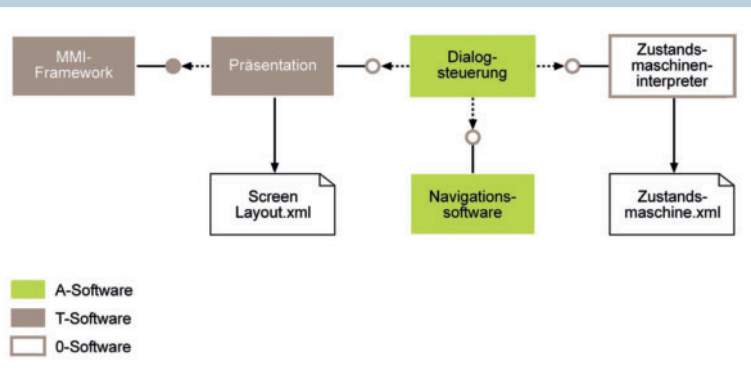 MMI-
Framework
Präsentation
Dialog-
steuerung
Zustands-
maschinen-
interpreter
Screen
Layout.xml
Navigations-
software
Zustands-
maschine.xml
A-Software
T-Software
0-Software